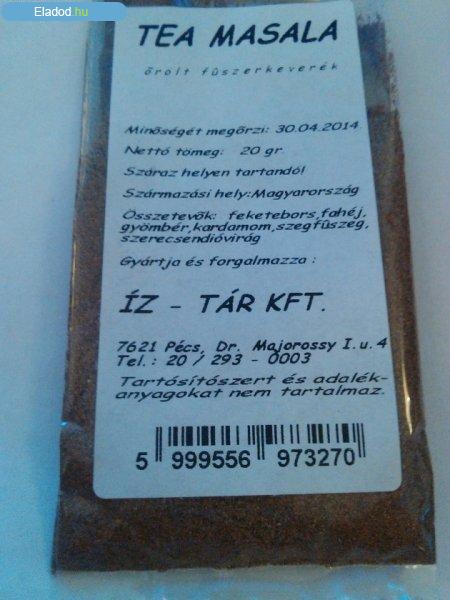 Eladod.hu
TEA MASALA
őrölt fűszerkeverék
Minőségét megőrzi: 30.04.2014
Nettó tömeg: 20 gr.
Száraz helyen tartandó!
Származási hely:Magyarország
Összetevők: feketebors,fahéj,
gyömbér,kardamom,szegfűszeg,
szerecsendióvirág
Gyártja és forgalmazza :
ÍZ - TÁR KFT.
7621 Pécs, Dr. Majorossy I.u.4
Tel.: 20 / 293 - 0003
Tartósítószert és adalék-
anyagokat nem tartalmaz.
5 999556 973270